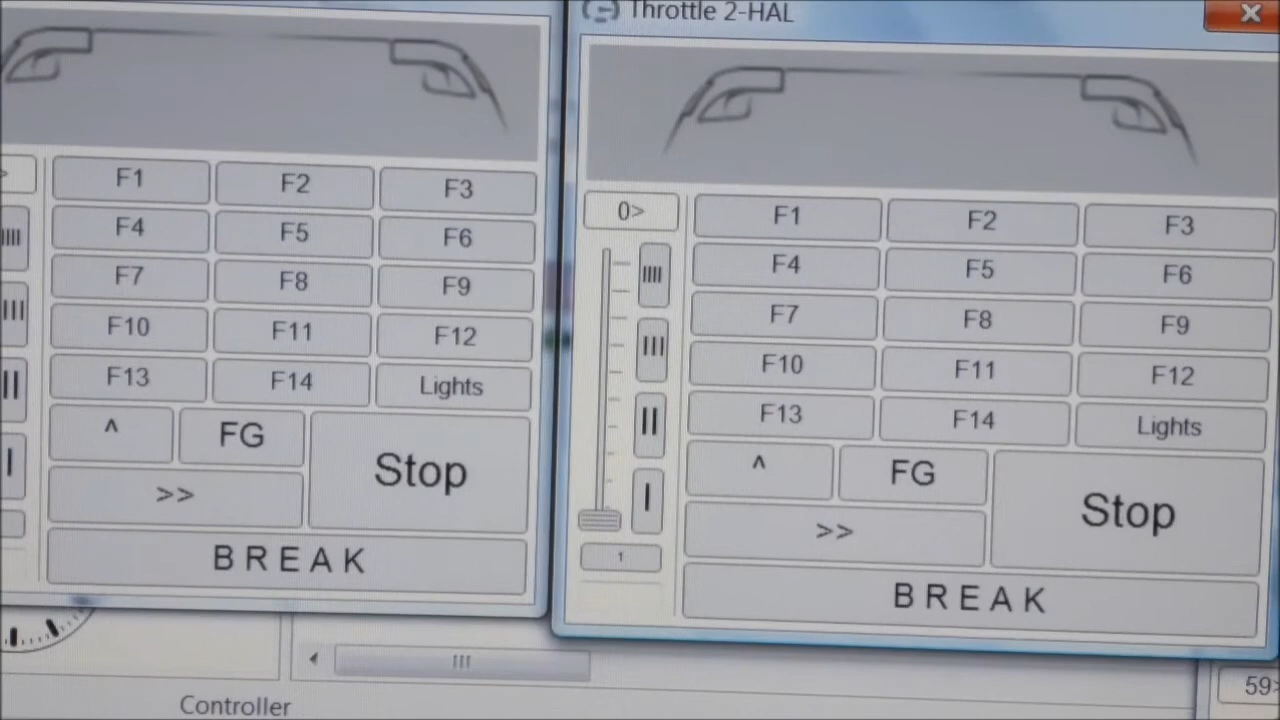 Throttle 2-HAL
F1 F2 F3
F4 F5 F6
F7 F8 F9
F10 F11 F12
F13 F14 Lights
^ FG
Stop
>>
BREAK
0>
F1 F2 F3
F4 F5 F6
F7 F8 F9
F10 F11 F12
F13 F14 Lights
^ FG
Stop
>>
1
BREAK
Controller
59>